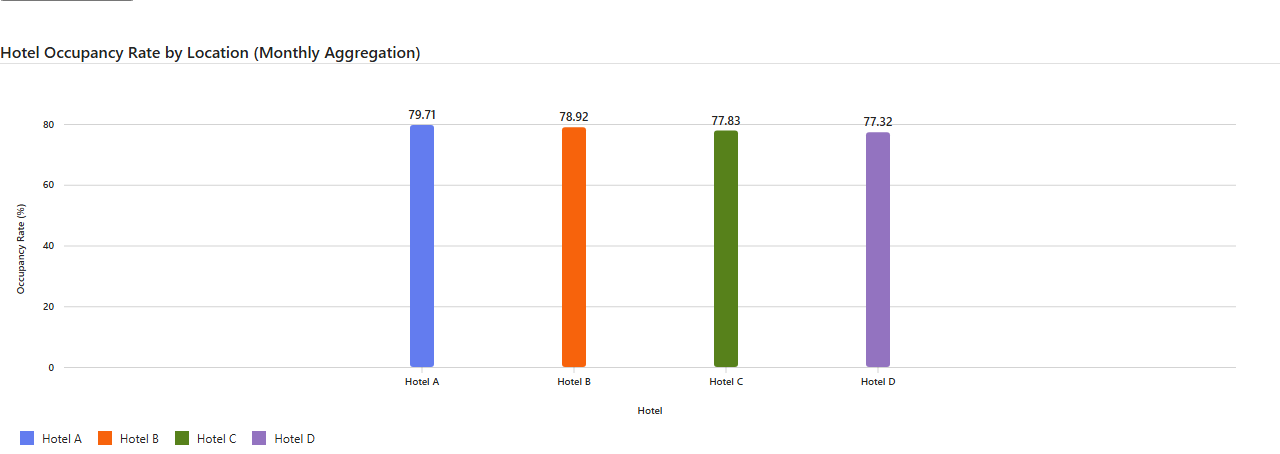 Hotel Occupancy Rate by Location (Monthly Aggregation)
79.71
78.92
77.83
77.32
80
60
40
20
0
Occupancy Rate (%)
Hotel A
Hotel B
Hotel C
Hotel D
Hotel
Hotel A
Hotel B
Hotel C
Hotel D